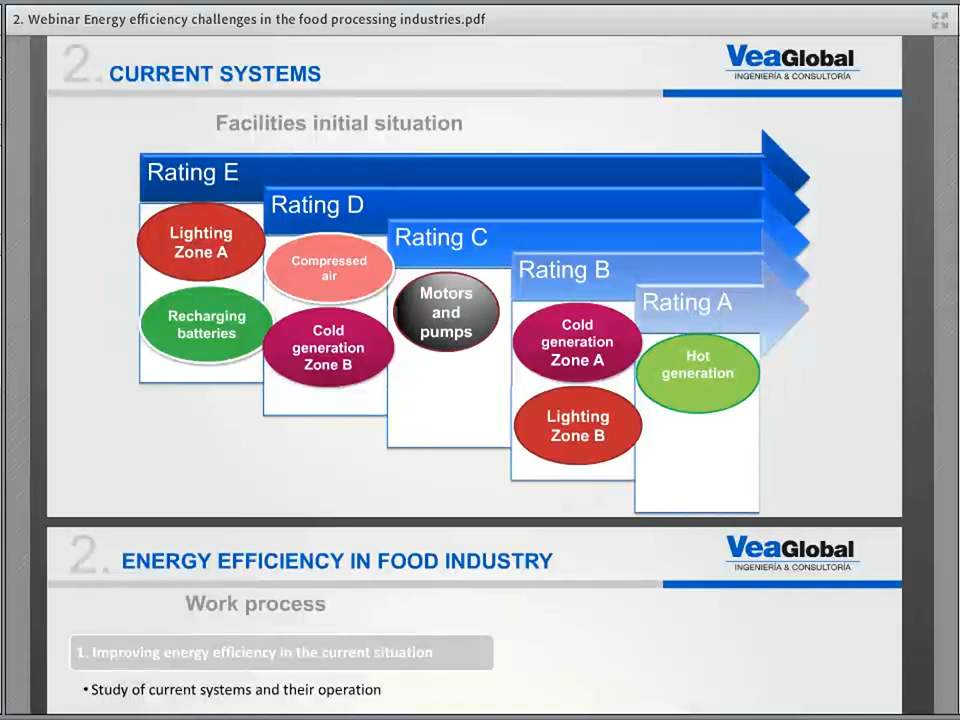 2. Webinar Energy efficiency challenges in the food processing industries.pdf
2. CURRENT SYSTEMS
VeaGlobal
INGENIERÍA & CONSULTORÍA
Facilities initial situation
Rating E
Rating D
Rating C
Rating B
Rating A
Lighting
Zone A
Recharging
batteries
Compressed
air
Cold
generation
Zone B
Motors
and
pumps
Cold
generation
Zone A
Lighting
Zone B
Hot
generation
2. ENERGY EFFICIENCY IN FOOD INDUSTRY
VeaGlobal
INGENIERÍA & CONSULTORÍA
Work process
1. Improving energy efficiency in the current situation
• Study of current systems and their operation